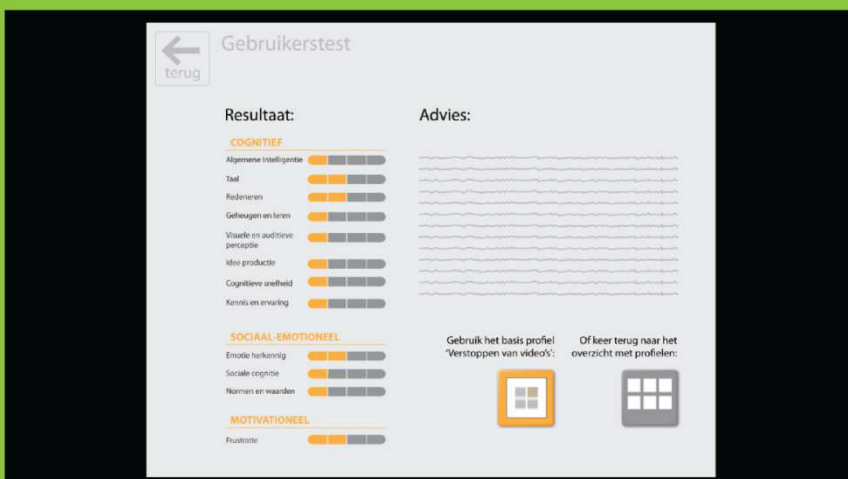 Gebruikerstest
terug
Resultaat:
COGNITIEF
Algemene intelligentie
Taal
Redeneren
Geheugen en leren
Visuele en auditieve
perceptie
Idee productie
Cognitieve snelheid
Kennis en ervaring
SOCIAAL-EMOTIONEEL
Emotie herkennig
Sociale cognitie
Normen en waarden
MOTIVATIONEEL
Frustratie
Advies:
Gebruik het basis profiel
'Verstoppen van video's':
Of keer terug naar het
overzicht met profielen: